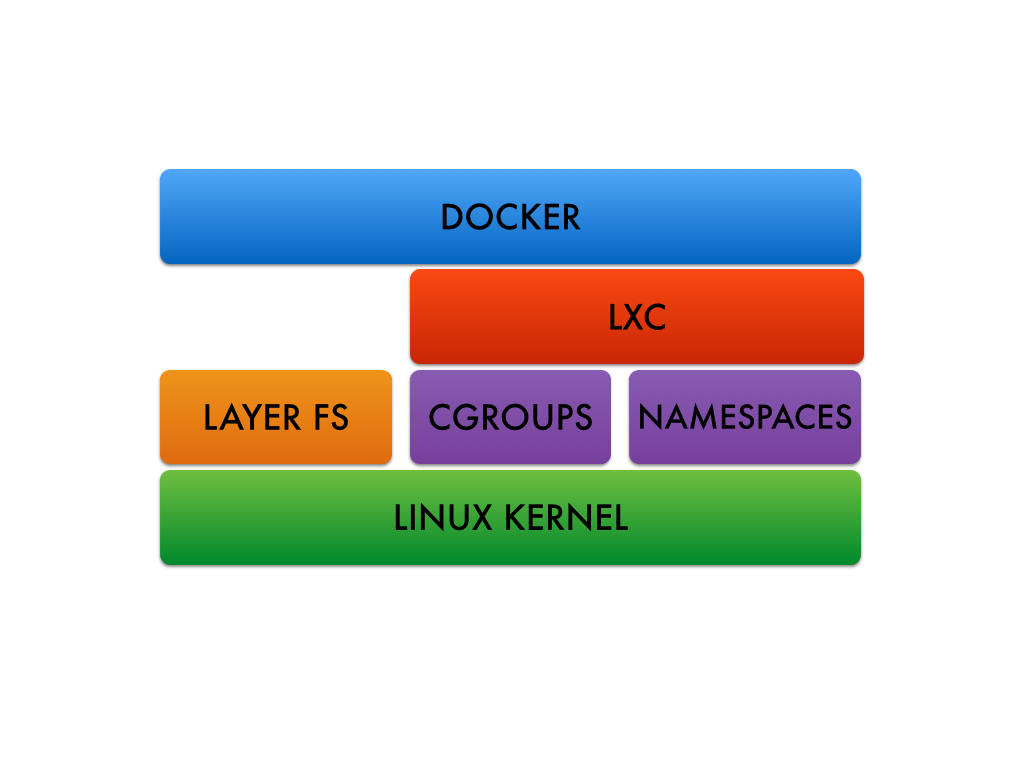 DOCKER
LXC
LAYER FS
CGROUPS
NAMESPACES
LINUX KERNEL